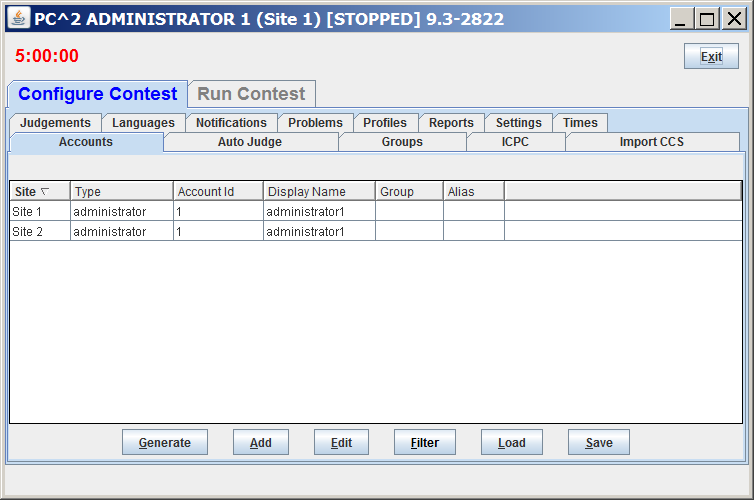 PC^2 ADMINISTRATOR 1 (Site 1) [STOPPED] 9.3-2822
5:00:00 Exit
Configure Contest Run Contest
Judgements Languages Notifications Problems Profiles Reports Settings Times
Accounts Auto Judge Groups ICPC Import CCS
Site Type Account Id Display Name Group Alias
Site 1 administrator 1 administrator1
Site 2 administrator 1 administrator1
Generate Add Edit Filter Load Save